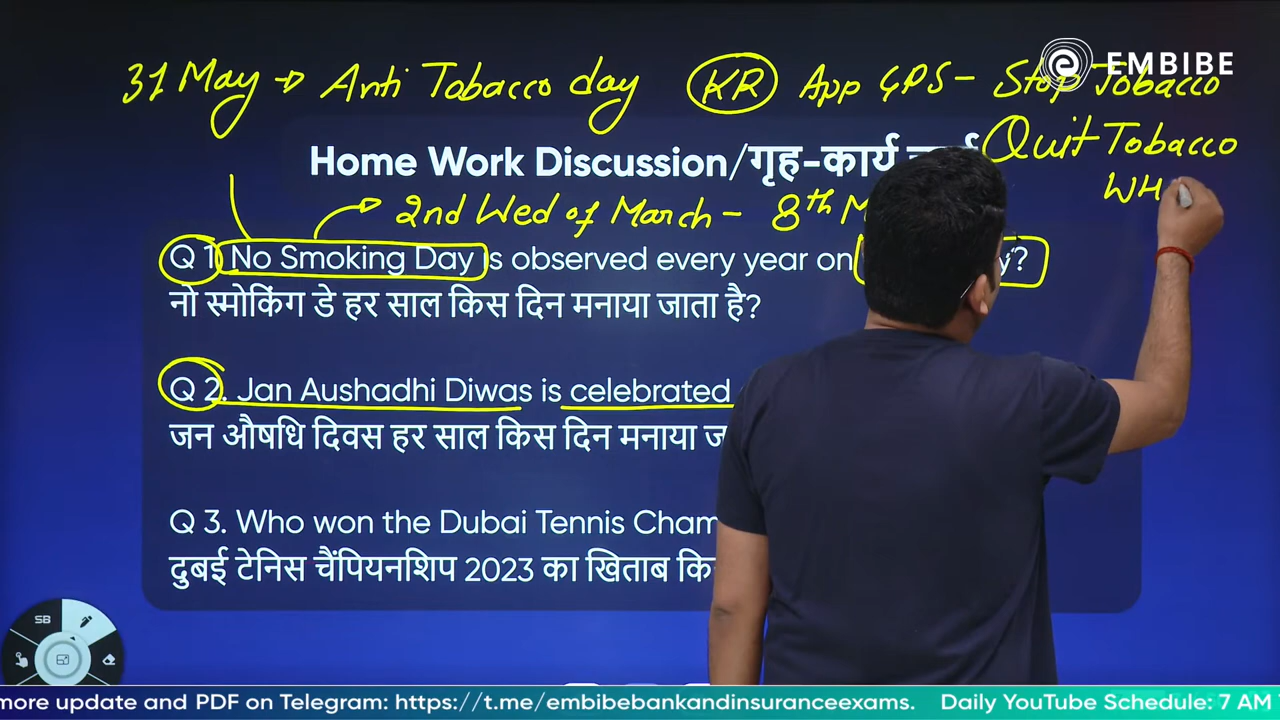 EMBIBE
31 May → Anti Tobacco day KR App GPS - Stop Tobacco
Quit Tobacco
WH
Home Work Discussion/गृह-कार्य
2nd Wed of March - 8th M
Q 1 No Smoking Day is observed every year on y?
नो स्मोकिंग डे हर साल किस दिन मनाया जाता है?
Q 2. Jan Aushadhi Diwas is celebrated
जन औषधि दिवस हर साल किस दिन मनाया
Q 3. Who won the Dubai Tennis Cham
दुबई टेनिस चैंपियनशिप 2023 का खिताब
SB
more update and PDF on Telegram: https://t.me/embibebankandinsuranceexams. Daily YouTube Schedule: 7 AM